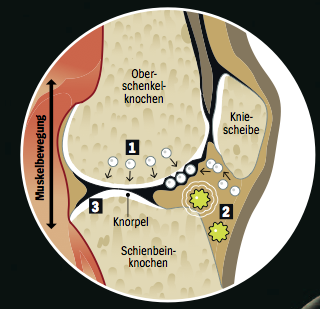 Ober-
schenkel-
knochen
Knie-
scheibe
Muskelbewegung
1
2
3
Knorpel
Schienbein-
knochen